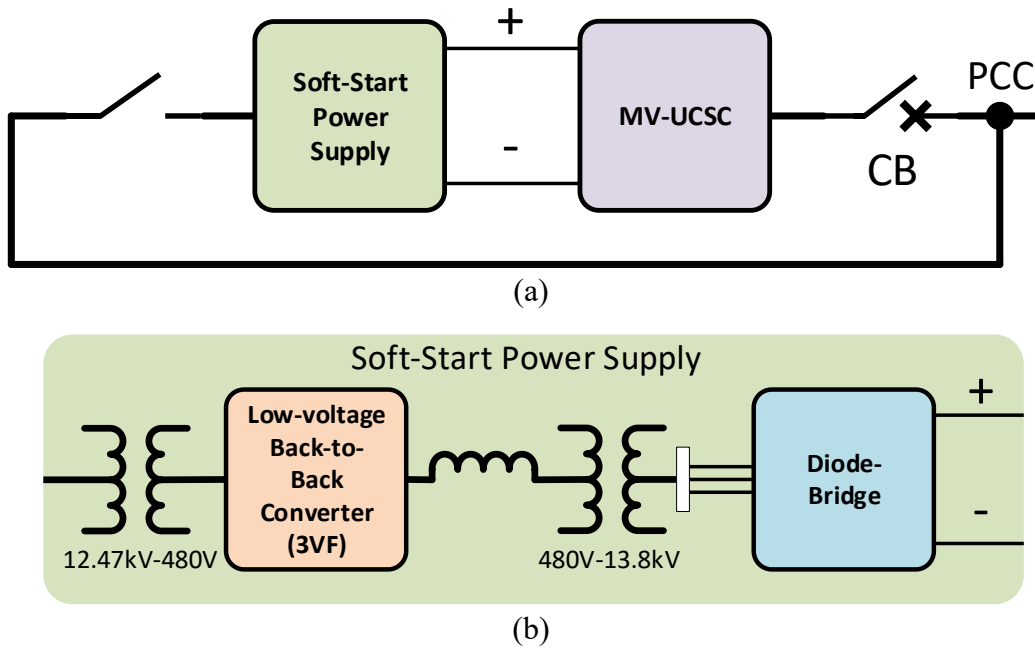 +
PCC
Soft-Start
Power
Supply
MV-UCSC
-
CB
(a)
Soft-Start Power Supply
Low-voltage
Back-to-
Back
Converter
(3VF)
Diode-
Bridge
+
-
12.47kV-480V
480V-13.8kV
(b)